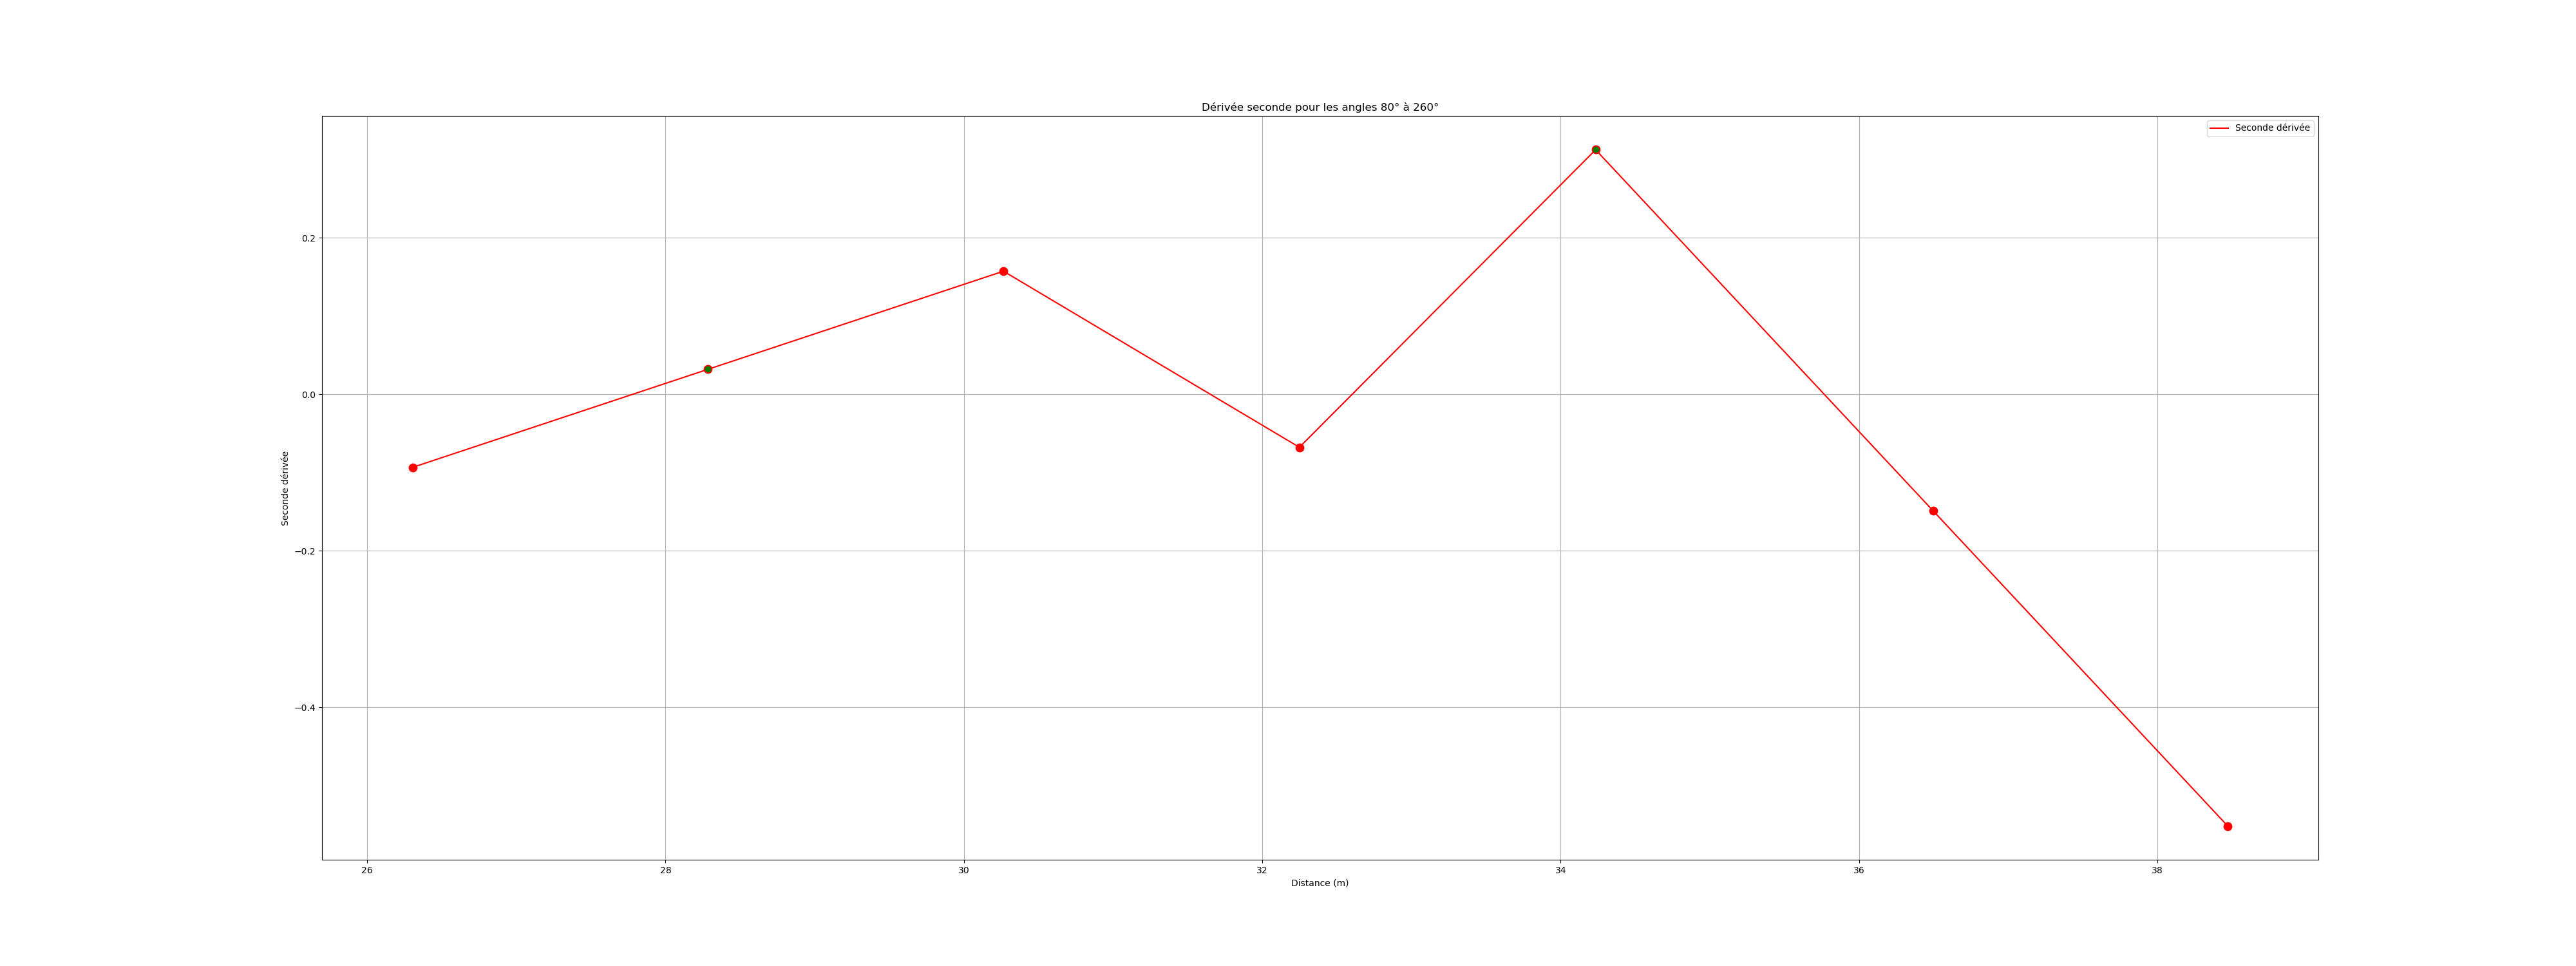 Dérivée seconde pour les angles 80° à 260°
Seconde dérivée
0.2
0.0
−0.2
−0.4
Seconde dérivée
26 28 30 32 34 36 38
Distance (m)